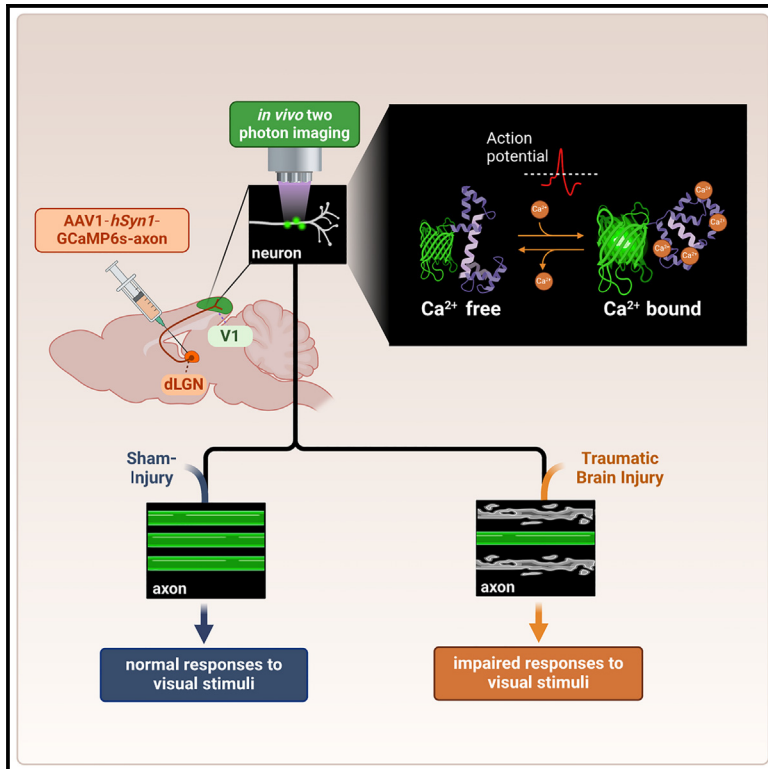 in vivo two
photon imaging
AAV1-hSyn1-
GCaMP6s-axon
neuron
V1
dLGN
Action
potential
Ca²⁺
Ca²⁺
Ca²⁺
Ca²⁺
Ca²⁺
Ca²⁺
Ca²⁺ free
Ca²⁺ bound
Sham-
Injury
axon
normal responses to
visual stimuli
Traumatic
Brain Injury
axon
impaired responses to
visual stimuli